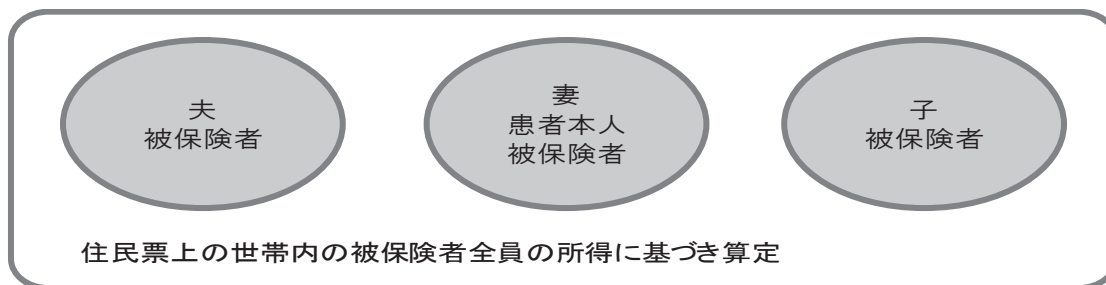 夫
被保険者
妻
患者本人
被保険者
子
被保険者
住民票上の世帯内の被保険者全員の所得に基づき算定